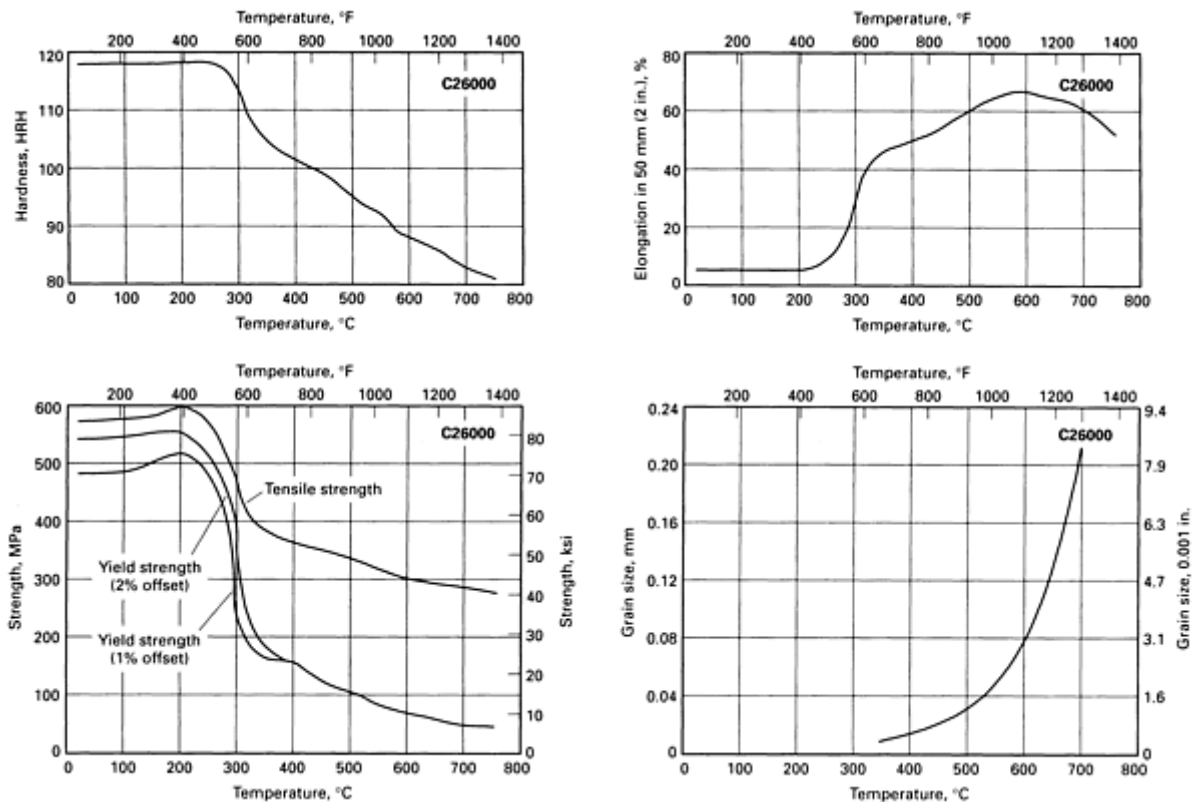 Temperature, °F
200 400 600 800 1000 1200 1400
120
110
100
90
80
Hardness, HRH
C26000
0 100 200 300 400 500 600 700 800
Temperature, °C
Temperature, °F
200 400 600 800 1000 1200 1400
80
60
40
20
0
Elongation in 50 mm (2 in.), %
C26000
0 100 200 300 400 500 600 700 800
Temperature, °C
Temperature, °F
200 400 600 800 1000 1200 1400
600
500
400
300
200
100
0
Strength, MPa
C26000
Tensile strength
Yield strength
(2% offset)
Yield strength
(1% offset)
80
70
60
50
40
30
20
10
0
Strength, ksi
0 100 200 300 400 500 600 700 800
Temperature, °C
Temperature, °F
200 400 600 800 1000 1200 1400
0.24
0.20
0.16
0.12
0.08
0.04
0
Grain size, mm
C26000
9.4
7.9
6.3
4.7
3.1
1.6
0
Grain size, 0.001 in.
0 100 200 300 400 500 600 700 800
Temperature, °C